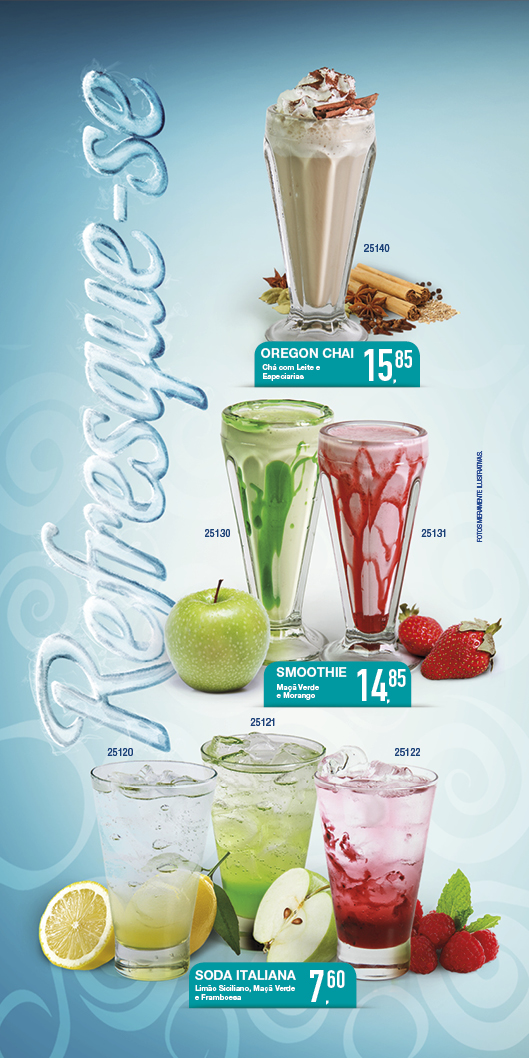 Refresque-se
25140
OREGON CHAI
Chá com Leite e
Especiarias
15,85
25130
25131
FOTOS MERAMENTE ILUSTRATIVAS.
SMOOTHIE
Maçã Verde
e Morango
14,85
25121
25120
25122
SODA ITALIANA
Limão Siciliano, Maçã Verde
e Framboesa
7,60